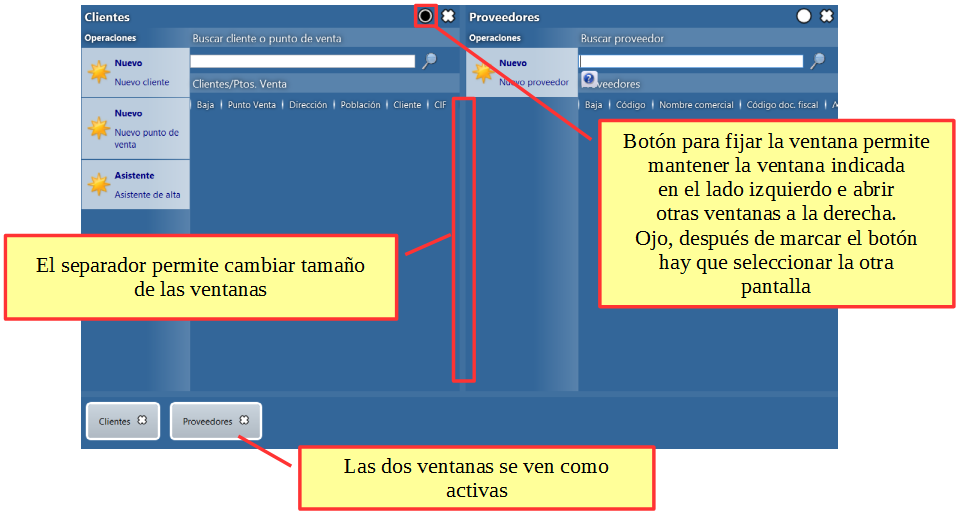 Clientes
Operaciones
Nuevo
Nuevo cliente
Nuevo
Nuevo punto de
venta
Asistente
Asistente de alta
Buscar cliente o punto de venta
Clientes/Ptos. Venta
Baja Punto Venta Dirección Población Cliente CIF
Proveedores
Operaciones
Nuevo
Nuevo proveedor
Buscar proveedor
?
Baja Código Nombre comercial Código doc. fiscal
Botón para fijar la ventana permite
mantener la ventana indicada
en el lado izquierdo e abrir
otras ventanas a la derecha.
Ojo, después de marcar el botón
hay que seleccionar la otra
pantalla
El separador permite cambiar tamaño
de las ventanas
Clientes
Proveedores
Las dos ventanas se ven como
activas